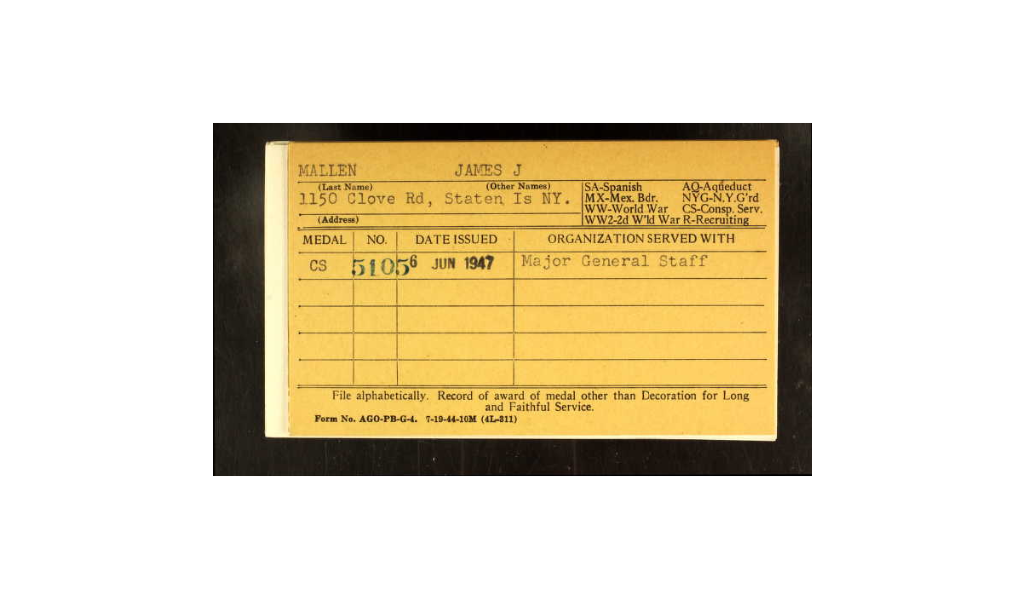 MALLEN JAMES J
(Last Name) (Other Names)
1150 Clove Rd, Staten Is NY.
(Address)
SA-Spanish AQ-Aqueduct
MX-Mex. Bdr. NYG-N.Y.G'rd
WW-World War CS-Consp. Serv.
WW2-2d W'ld War R-Recruiting
MEDAL NO. DATE ISSUED ORGANIZATION SERVED WITH
CS 5105 6 JUN 1947 Major General Staff
File alphabetically. Record of award of medal other than Decoration for Long
and Faithful Service.
Form No. AGO-PB-G-4. 7-19-44-10M (4L-311)